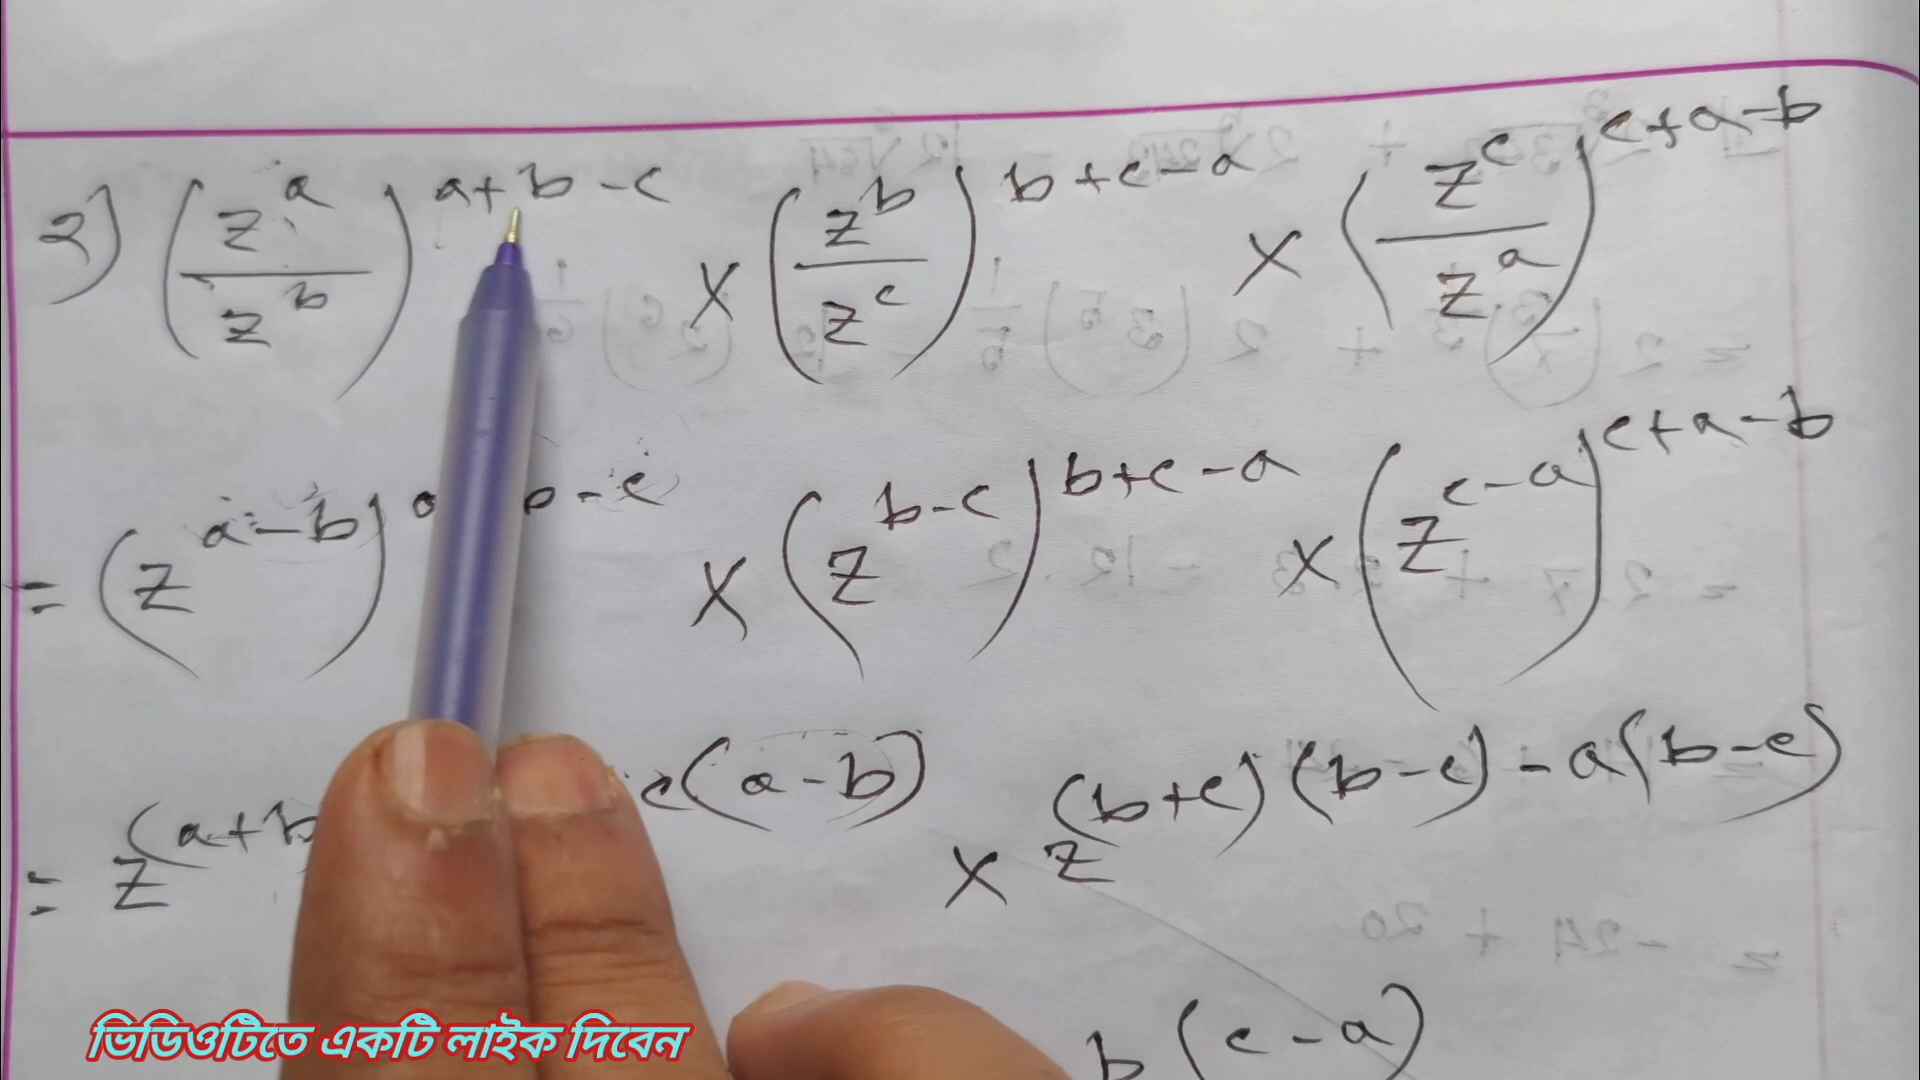 ২) (z^a / z^b)^(a+b-c) × (z^b / z^c)^(b+c-a) × (z^c / z^a)^(c+a-b)
= (z^(a-b)) b-c × (z^(b-c))^(b+c-a) × (z^(c-a))^(c+a-b)
= z^(a+b c(a-b) × z^(b+c)(b-c)-a(b-c)
b(c-a)
ভিডিওটিতে একটি লাইক দিবেন